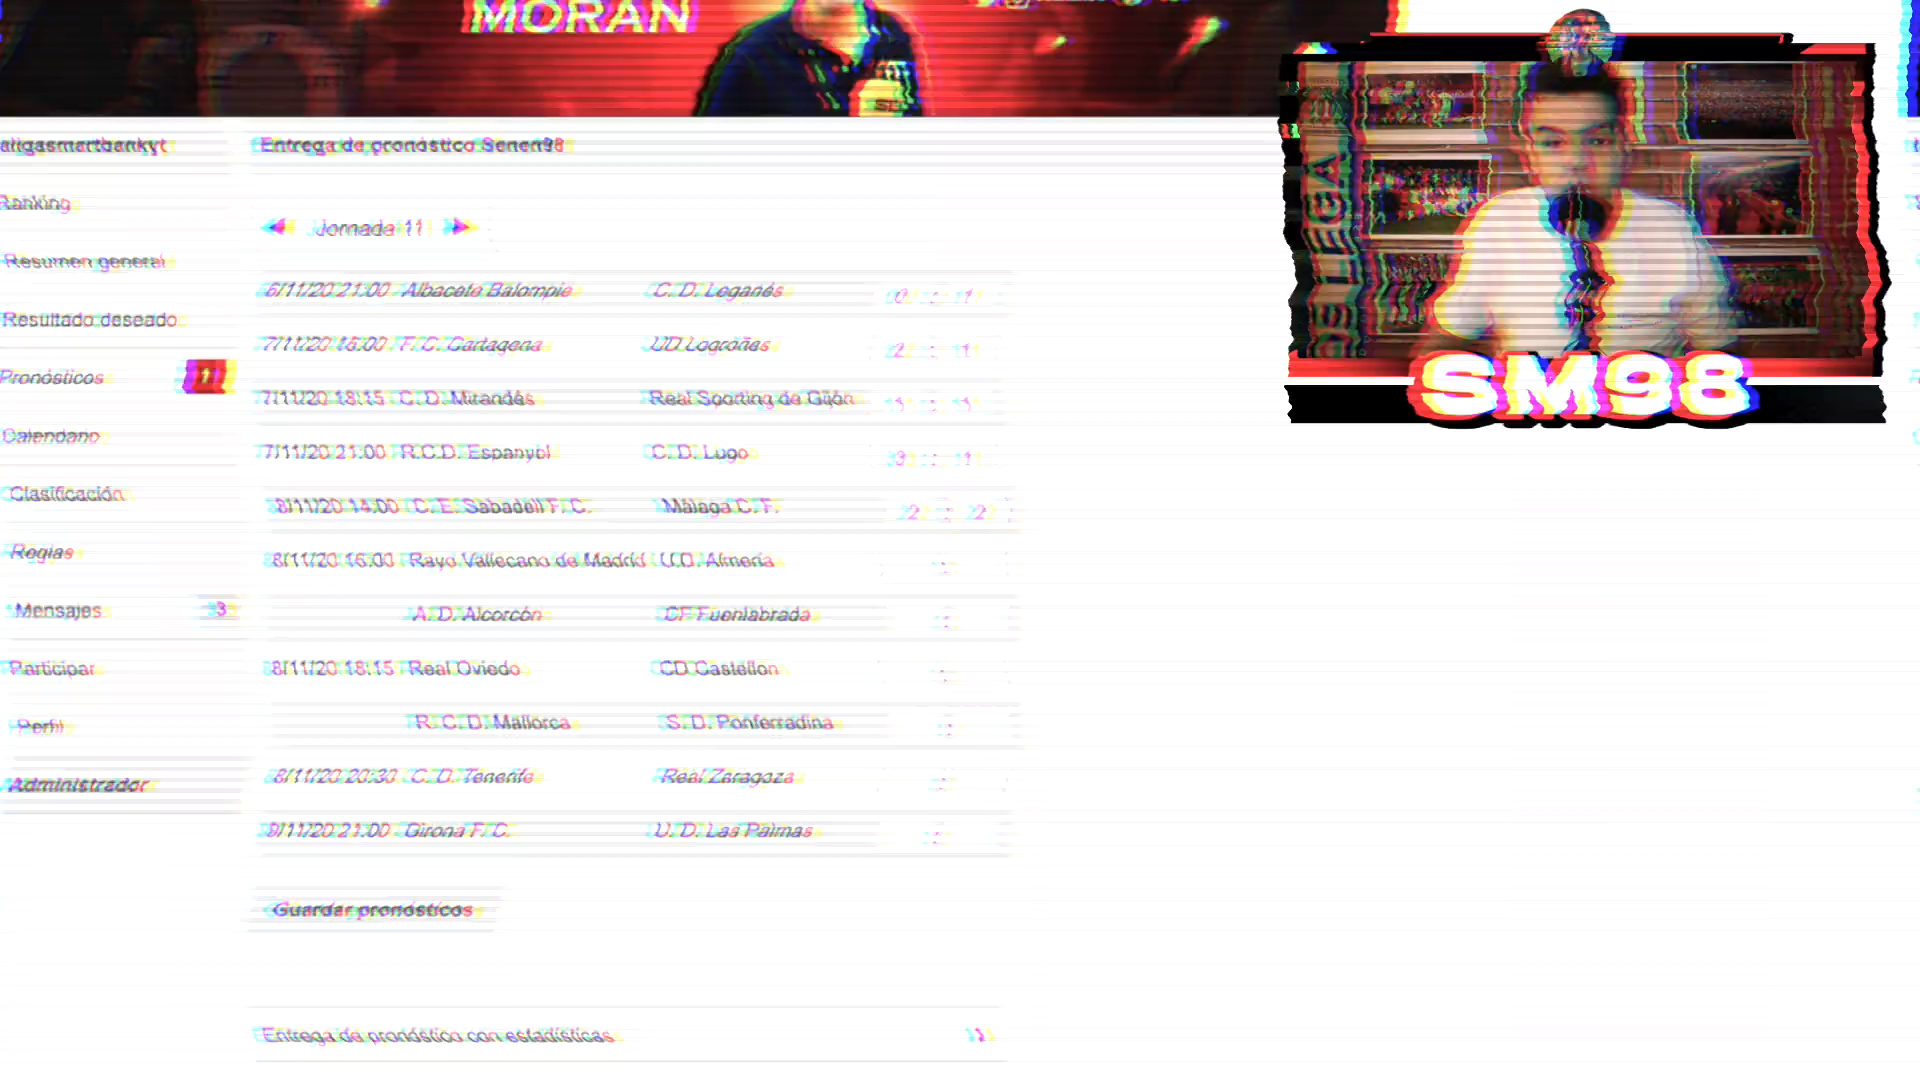 MORAN
aligasmartbankyt
Entrega de pronóstico Senen98
Ranking
Jornada 11
Resumen general
6/11/20 21:00 Albacete Balompie C. D. Leganés 0 : 1
Resultado deseado
7/11/20 16:00 F. C. Cartagena UD Logroñes 2 : 1
Pronósticos 1
7/11/20 18:15 C. D. Mirandés Real Sporting de Gijón 1 : 1
Calendario
7/11/20 21:00 R.C.D. Espanyol C. D. Lugo 3 : 1
Clasificación
8/11/20 14:00 C. E. Sabadell F. C. Málaga C. F. 2 : 2
Reglas
8/11/20 16:00 Rayo Vallecano de Madrid U.D. Almería :
Mensajes 3
A. D. Alcorcón CF Fuenlabrada :
Participar
8/11/20 18:15 Real Oviedo CD Castellon :
Perfil
R. C. D. Mallorca S. D. Ponferradina :
Administrador
8/11/20 20:30 C. D. Tenerife Real Zaragoza :
9/11/20 21:00 Girona F. C. U. D. Las Palmas :
Guardar pronósticos
Entrega de pronóstico con estadísticas
DE LIGA
SM98